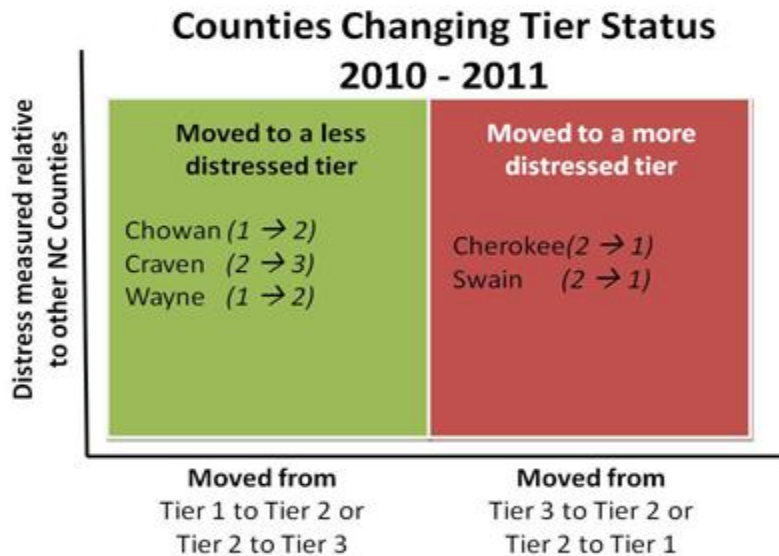 Counties Changing Tier Status
2010 - 2011
Distress measured relative
to other NC Counties
Moved to a less
distressed tier
Chowan (1 → 2)
Craven (2 → 3)
Wayne (1 → 2)
Moved to a more
distressed tier
Cherokee(2 → 1)
Swain (2 → 1)
Moved from
Tier 1 to Tier 2 or
Tier 2 to Tier 3
Moved from
Tier 3 to Tier 2 or
Tier 2 to Tier 1